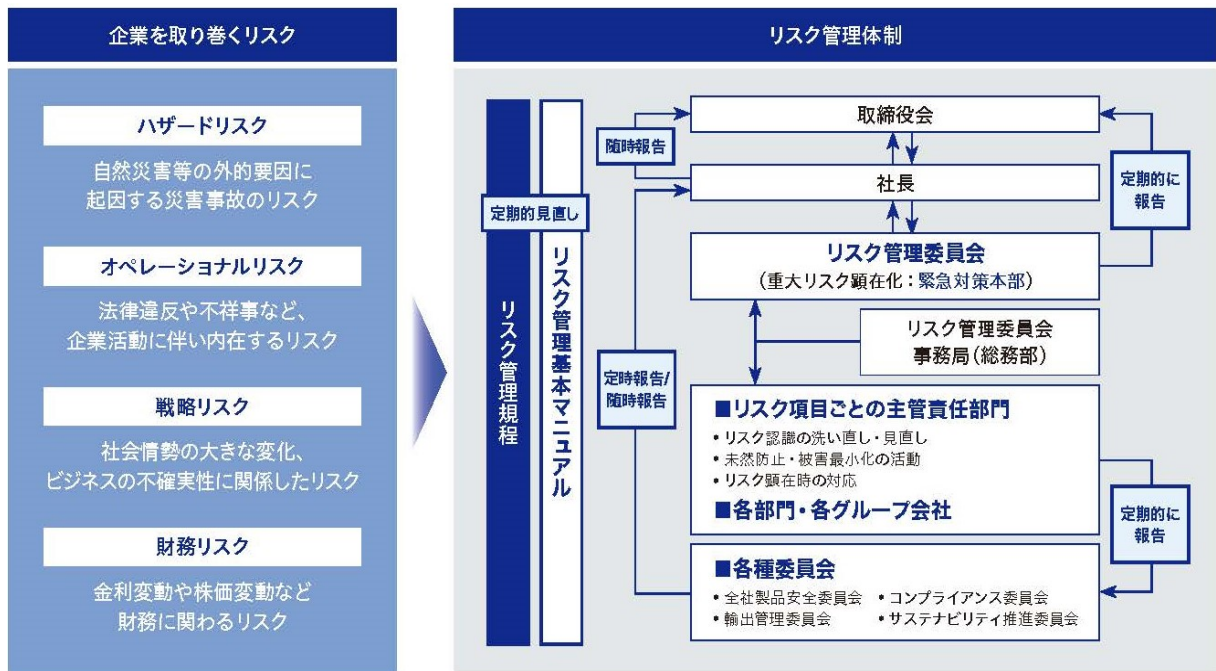 企業を取り巻くリスク
ハザードリスク
自然災害等の外的要因に
起因する災害事故のリスク
オペレーショナルリスク
法律違反や不祥事など、
企業活動に伴い内在するリスク
戦略リスク
社会情勢の大きな変化、
ビジネスの不確実性に関係したリスク
財務リスク
金利変動や株価変動など
財務に関わるリスク
リスク管理体制
定期的見直し
リスク管理規程
リスク管理基本マニュアル
取締役会
随時報告
社長
定期的に
報告
リスク管理委員会
(重大リスク顕在化:緊急対策本部)
リスク管理委員会
事務局(総務部)
定時報告/
随時報告
■リスク項目ごとの主管責任部門
• リスク認識の洗い直し・見直し
• 未然防止・被害最小化の活動
• リスク顕在時の対応
■各部門・各グループ会社
定期的に
報告
■各種委員会
• 全社製品安全委員会 • コンプライアンス委員会
• 輸出管理委員会 • サステナビリティ推進委員会